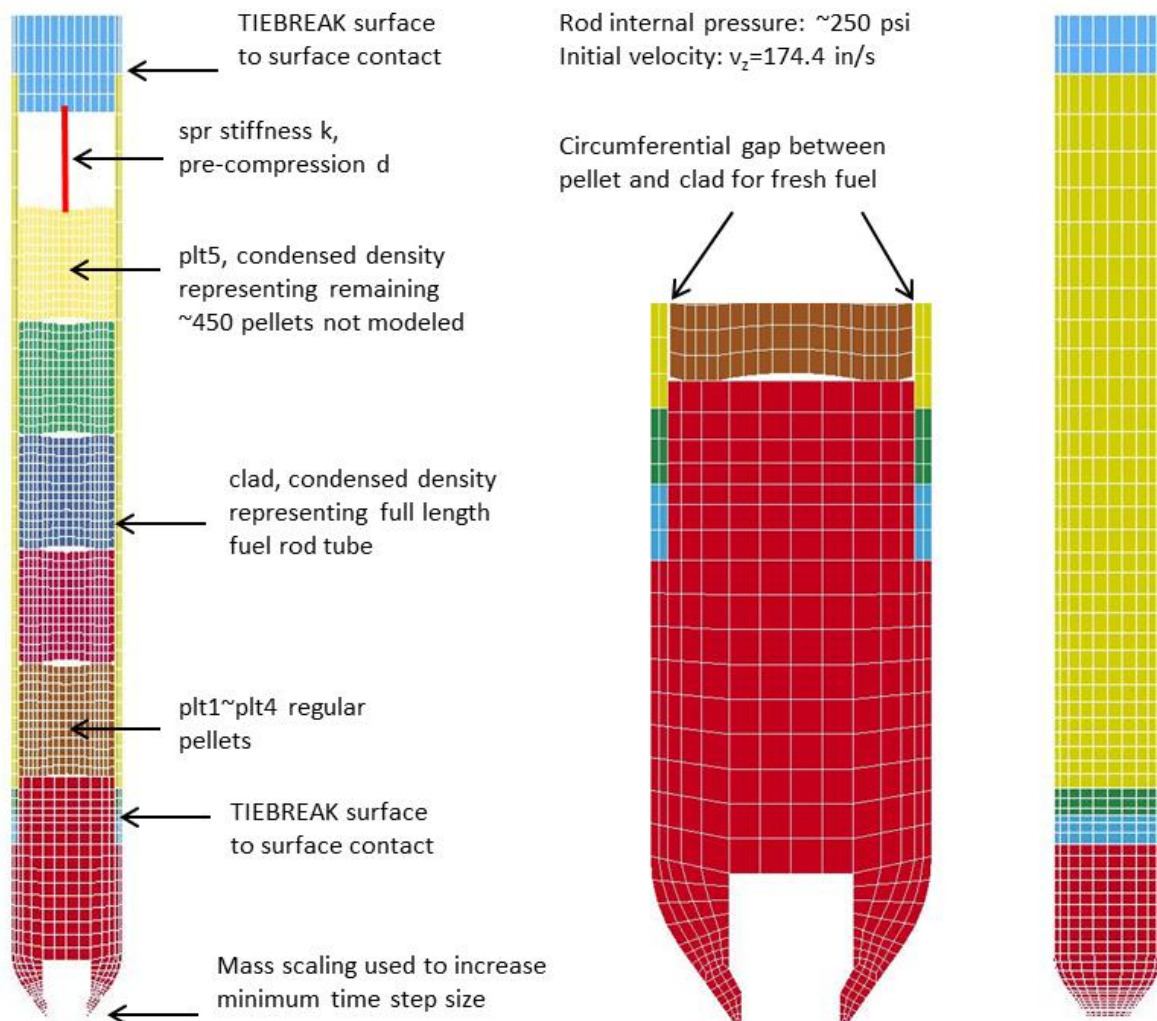 TIEBREAK surface
to surface contact
spr stiffness k,
pre-compression d
plt5, condensed density
representing remaining
~450 pellets not modeled
clad, condensed density
representing full length
fuel rod tube
plt1~plt4 regular
pellets
TIEBREAK surface
to surface contact
Mass scaling used to increase
minimum time step size
Rod internal pressure: ~250 psi
Initial velocity: vz=174.4 in/s
Circumferential gap between
pellet and clad for fresh fuel